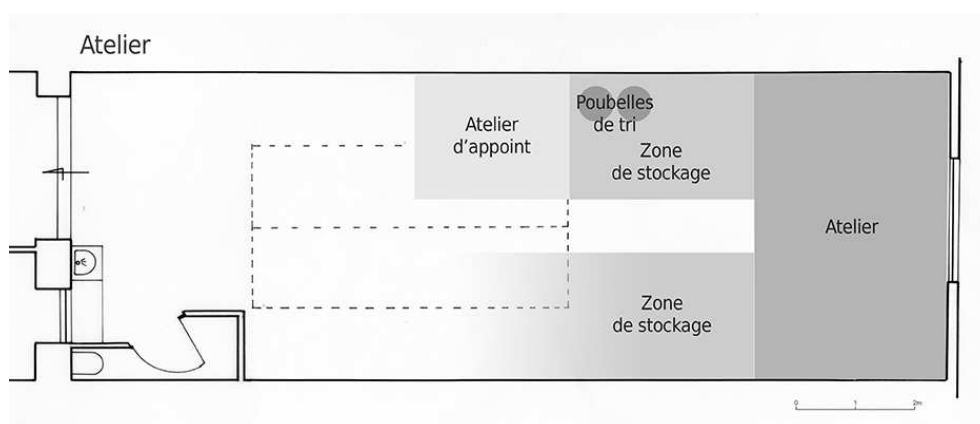 Atelier
Poubelles
de tri
Atelier
d’appoint
Zone
de stockage
Atelier
Zone
de stockage
0 1 2m